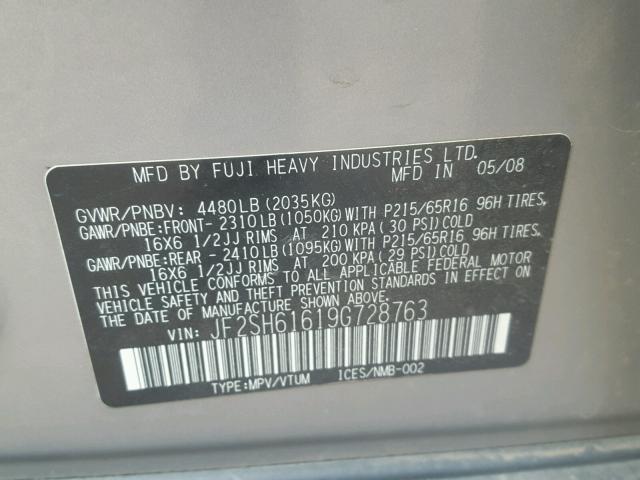 MFD BY FUJI HEAVY INDUSTRIES LTD.
MFD IN 05/08
GVWR/PNBV: 4480LB (2035KG)
GAWR/PNBE: FRONT- 2310LB (1050KG) WITH P215/65R16 96H TIRES,
16X6 1/2JJ RIMS AT 210 KPA (30 PSI) COLD
GAWR/PNBE: REAR - 2410LB (1095KG) WITH P215/65R16 96H TIRES,
16X6 1/2JJ RIMS AT 200 KPA (29 PSI) COLD
THIS VEHICLE CONFORMS TO ALL APPLICABLE FEDERAL MOTOR
VEHICLE SAFETY AND THEFT PREVENTION STANDARDS IN EFFECT ON
THE DATE OF MANUFACTURE SHOWN ABOVE.
VIN: JF2SH61619G728763
TYPE:MPV/VTUM ICES/NMB-002